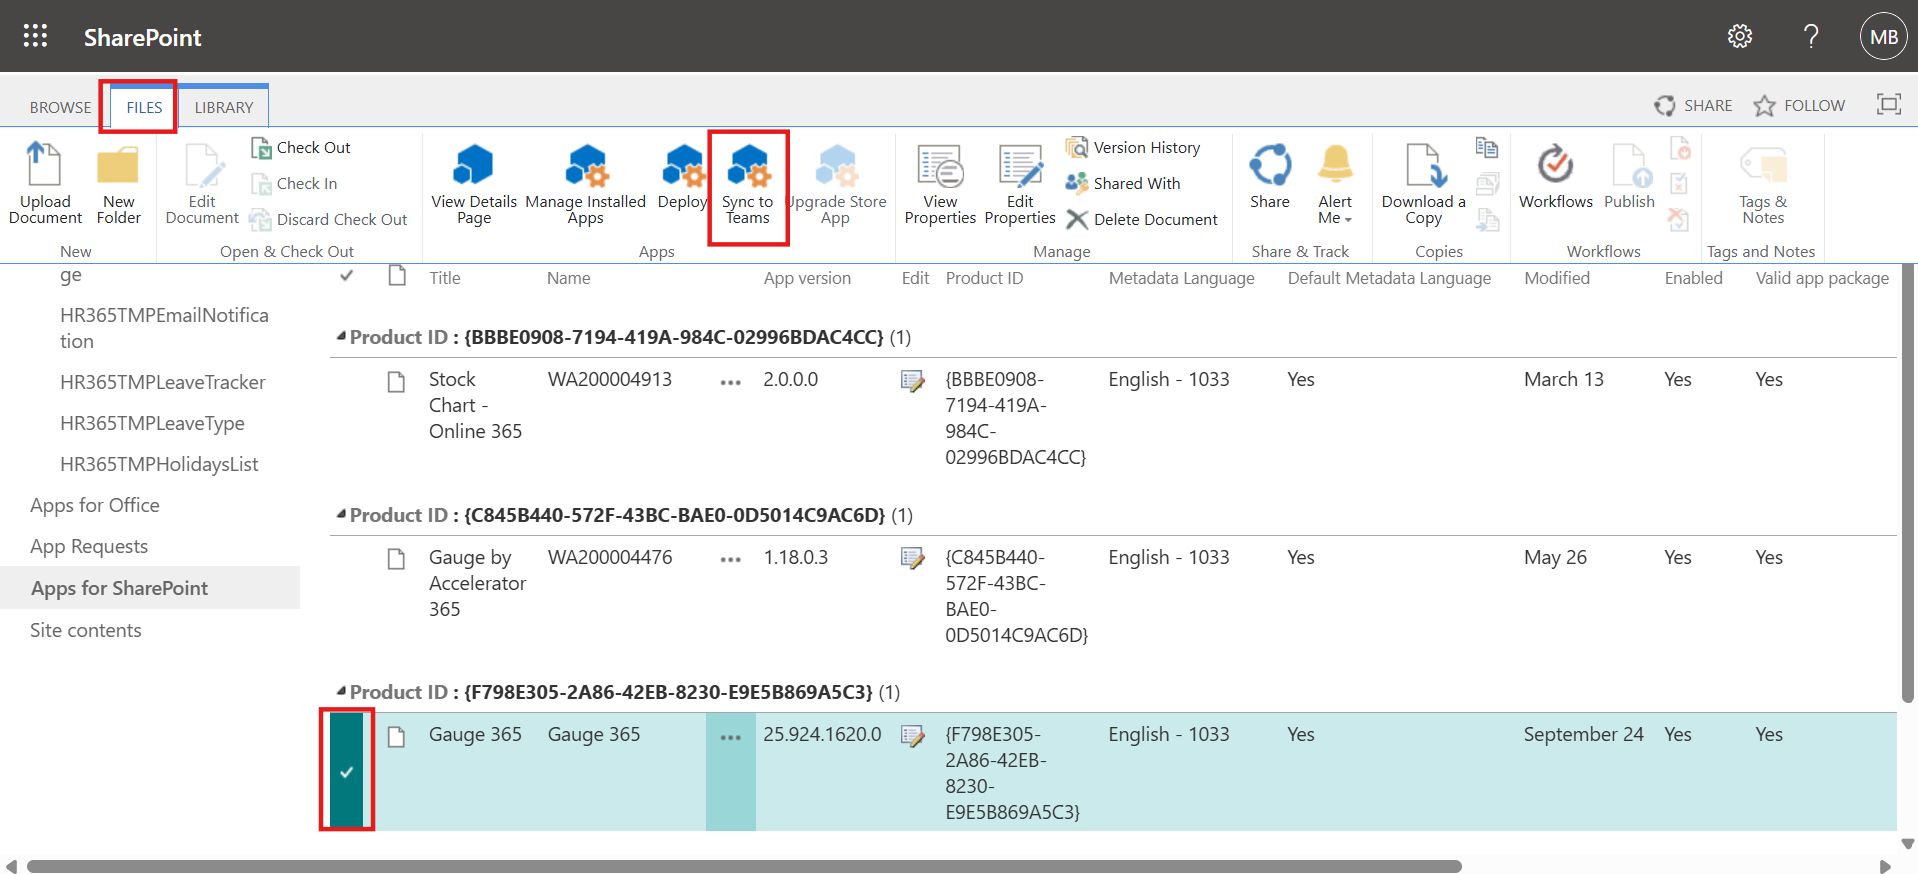 SharePoint
MB
BROWSE
FILES
LIBRARY
SHARE
FOLLOW
Upload
Document
New
Folder
New
Edit
Document
Check Out
Check In
Discard Check Out
Open & Check Out
View Details
Page
Manage Installed
Apps
Deploy
Sync to
Teams
Upgrade Store
App
Apps
View
Properties
Edit
Properties
Version History
Shared With
Delete Document
Manage
Share
Alert
Me
Share & Track
Download a
Copy
Copies
Workflows
Publish
Workflows
Tags &
Notes
Tags and Notes
ge
HR365TMPEmailNotifica
tion
HR365TMPLeaveTracker
HR365TMPLeaveType
HR365TMPHolidaysList
Apps for Office
App Requests
Apps for SharePoint
Site contents
Title Name App version Edit Product ID Metadata Language Default Metadata Language Modified Enabled Valid app package
Product ID : {BBBE0908-7194-419A-984C-02996BDAC4CC} (1)
Stock
Chart -
Online 365
WA200004913
...
2.0.0.0
{BBBE0908-
7194-419A-
984C-
02996BDAC4CC}
English - 1033
Yes
March 13
Yes
Yes
Product ID : {C845B440-572F-43BC-BAE0-0D5014C9AC6D} (1)
Gauge by
Accelerator
365
WA200004476
...
1.18.0.3
{C845B440-
572F-43BC-
BAE0-
0D5014C9AC6D}
English - 1033
Yes
May 26
Yes
Yes
Product ID : {F798E305-2A86-42EB-8230-E9E5B869A5C3} (1)
Gauge 365
Gauge 365
...
25.924.1620.0
{F798E305-
2A86-42EB-
8230-
E9E5B869A5C3}
English - 1033
Yes
September 24
Yes
Yes